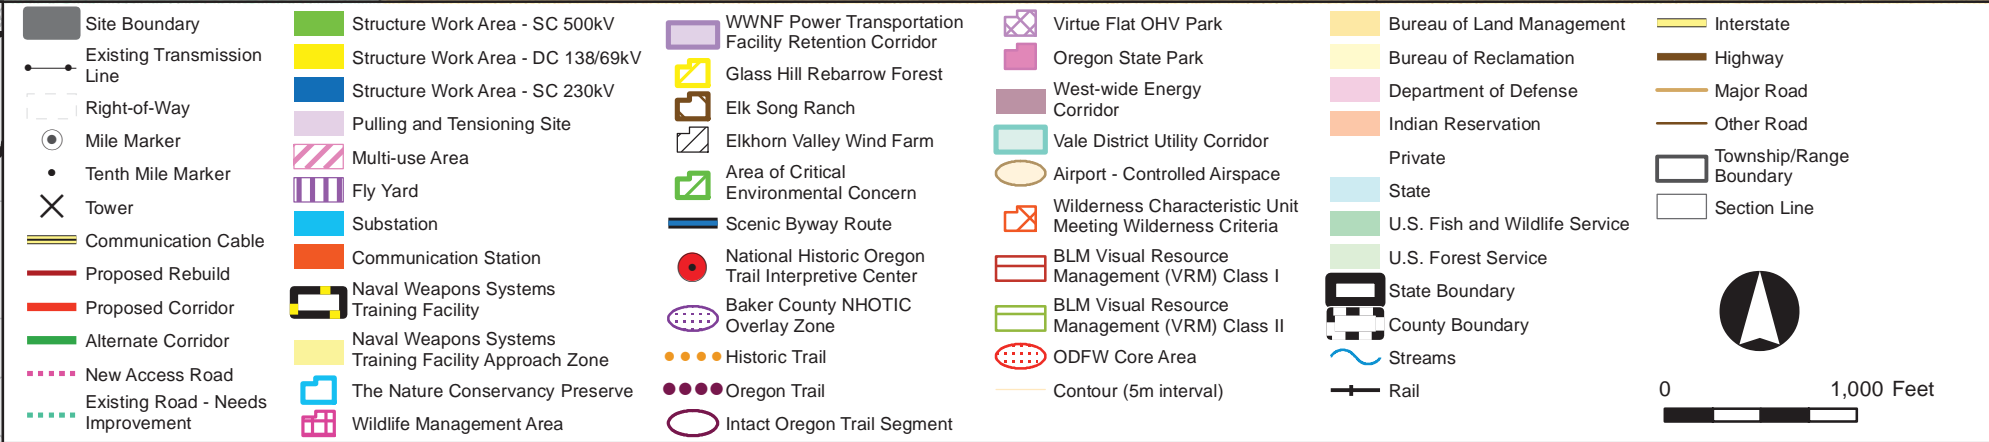 Site Boundary
Existing Transmission
Line
Right-of-Way
Mile Marker
Tenth Mile Marker
Tower
Communication Cable
Proposed Rebuild
Proposed Corridor
Alternate Corridor
New Access Road
Existing Road - Needs
Improvement
Structure Work Area - SC 500kV
Structure Work Area - DC 138/69kV
Structure Work Area - SC 230kV
Pulling and Tensioning Site
Multi-use Area
Fly Yard
Substation
Communication Station
Naval Weapons Systems
Training Facility
Naval Weapons Systems
Training Facility Approach Zone
The Nature Conservancy Preserve
Wildlife Management Area
WWNF Power Transportation
Facility Retention Corridor
Glass Hill Rebarrow Forest
Elk Song Ranch
Elkhorn Valley Wind Farm
Area of Critical
Environmental Concern
Scenic Byway Route
National Historic Oregon
Trail Interpretive Center
Baker County NHOTIC
Overlay Zone
Historic Trail
Oregon Trail
Intact Oregon Trail Segment
Virtue Flat OHV Park
Oregon State Park
West-wide Energy
Corridor
Vale District Utility Corridor
Airport - Controlled Airspace
Wilderness Characteristic Unit
Meeting Wilderness Criteria
BLM Visual Resource
Management (VRM) Class I
BLM Visual Resource
Management (VRM) Class II
ODFW Core Area
Contour (5m interval)
Bureau of Land Management
Bureau of Reclamation
Department of Defense
Indian Reservation
Private
State
U.S. Fish and Wildlife Service
U.S. Forest Service
State Boundary
County Boundary
Streams
Rail
Interstate
Highway
Major Road
Other Road
Township/Range
Boundary
Section Line
0 1,000 Feet